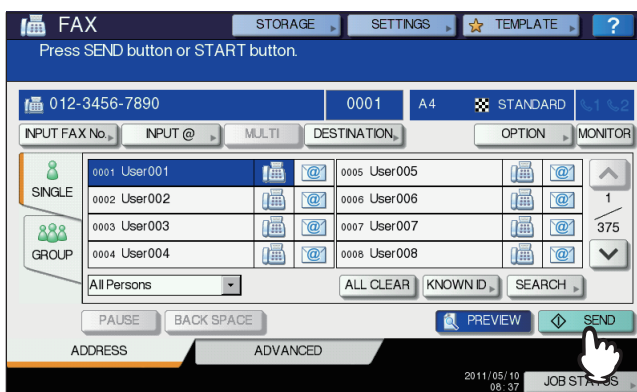 FAX STORAGE SETTINGS TEMPLATE ?
Press SEND button or START button.
012-3456-7890 0001 A4 STANDARD 1 2
INPUT FAX No. INPUT @ MULTI DESTINATION OPTION MONITOR
SINGLE
GROUP
0001 User001 @ 0005 User005 @
0002 User002 @ 0006 User006 @
0003 User003 @ 0007 User007 @
0004 User004 @ 0008 User008 @
1
375
All Persons ALL CLEAR KNOWN ID SEARCH
PAUSE BACK SPACE PREVIEW SEND
ADDRESS ADVANCED
2011/05/10
08:37
JOB STATUS